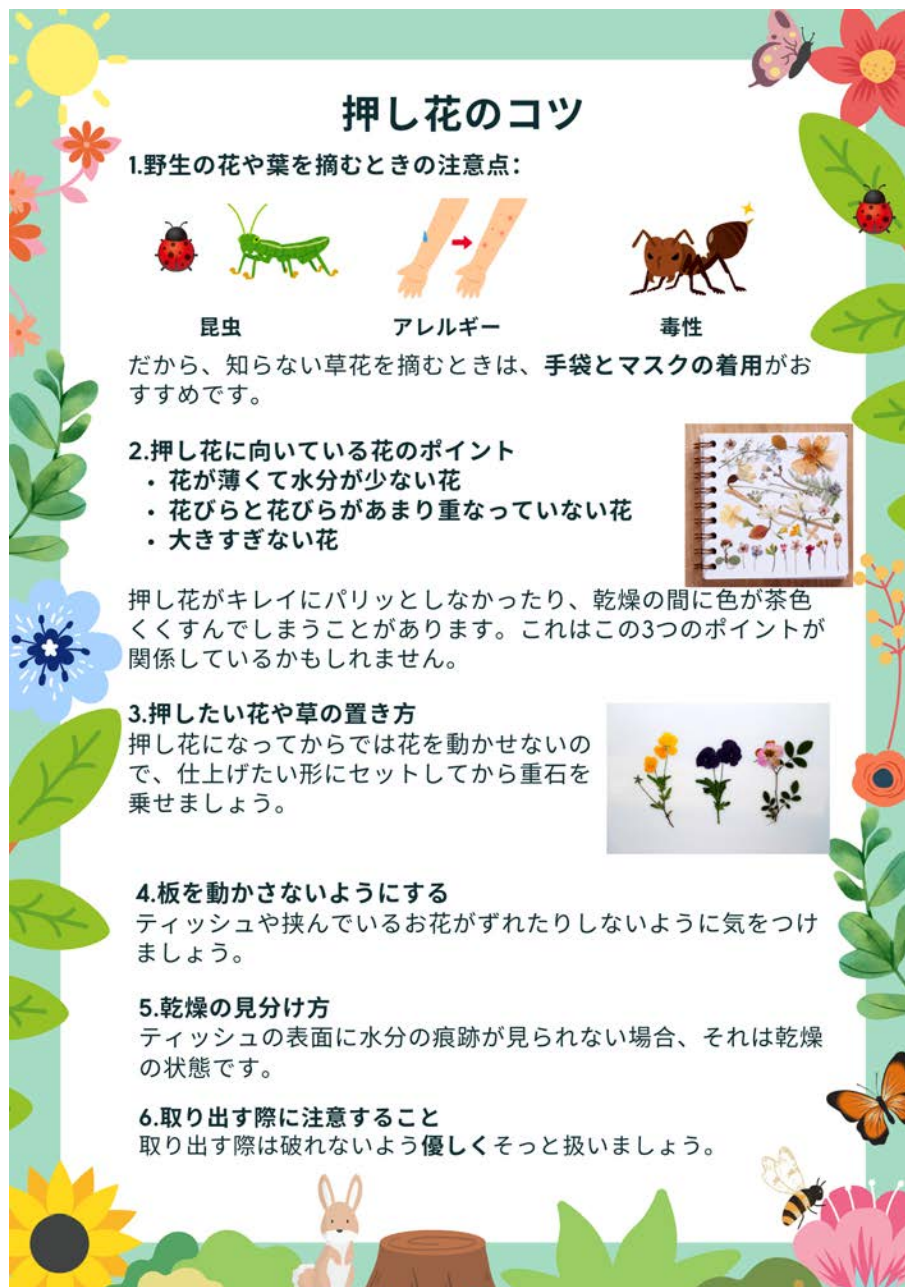 押し花のコツ
1.野生の花や葉を摘むときの注意点:
昆虫
アレルギー
毒性
だから、知らない草花を摘むときは、手袋とマスクの着用がお
すすめです。
2.押し花に向いている花のポイント
• 花が薄くて水分が少ない花
• 花びらと花びらがあまり重なっていない花
• 大きすぎない花
押し花がキレイにパリッとしなかったり、乾燥の間に色が茶色
くくすんでしまうことがあります。これはこの3つのポイントが
関係しているかもしれません。
3.押したい花や草の置き方
押し花になってからでは花を動かせないの
で、仕上げたい形にセットしてから重石を
乗せましょう。
4.板を動かさないようにする
ティッシュや挟んでいるお花がずれたりしないように気をつけ
ましょう。
5.乾燥の見分け方
ティッシュの表面に水分の痕跡が見られない場合、それは乾燥
の状態です。
6.取り出す際に注意すること
取り出す際は破れないよう優しくそっと扱いましょう。